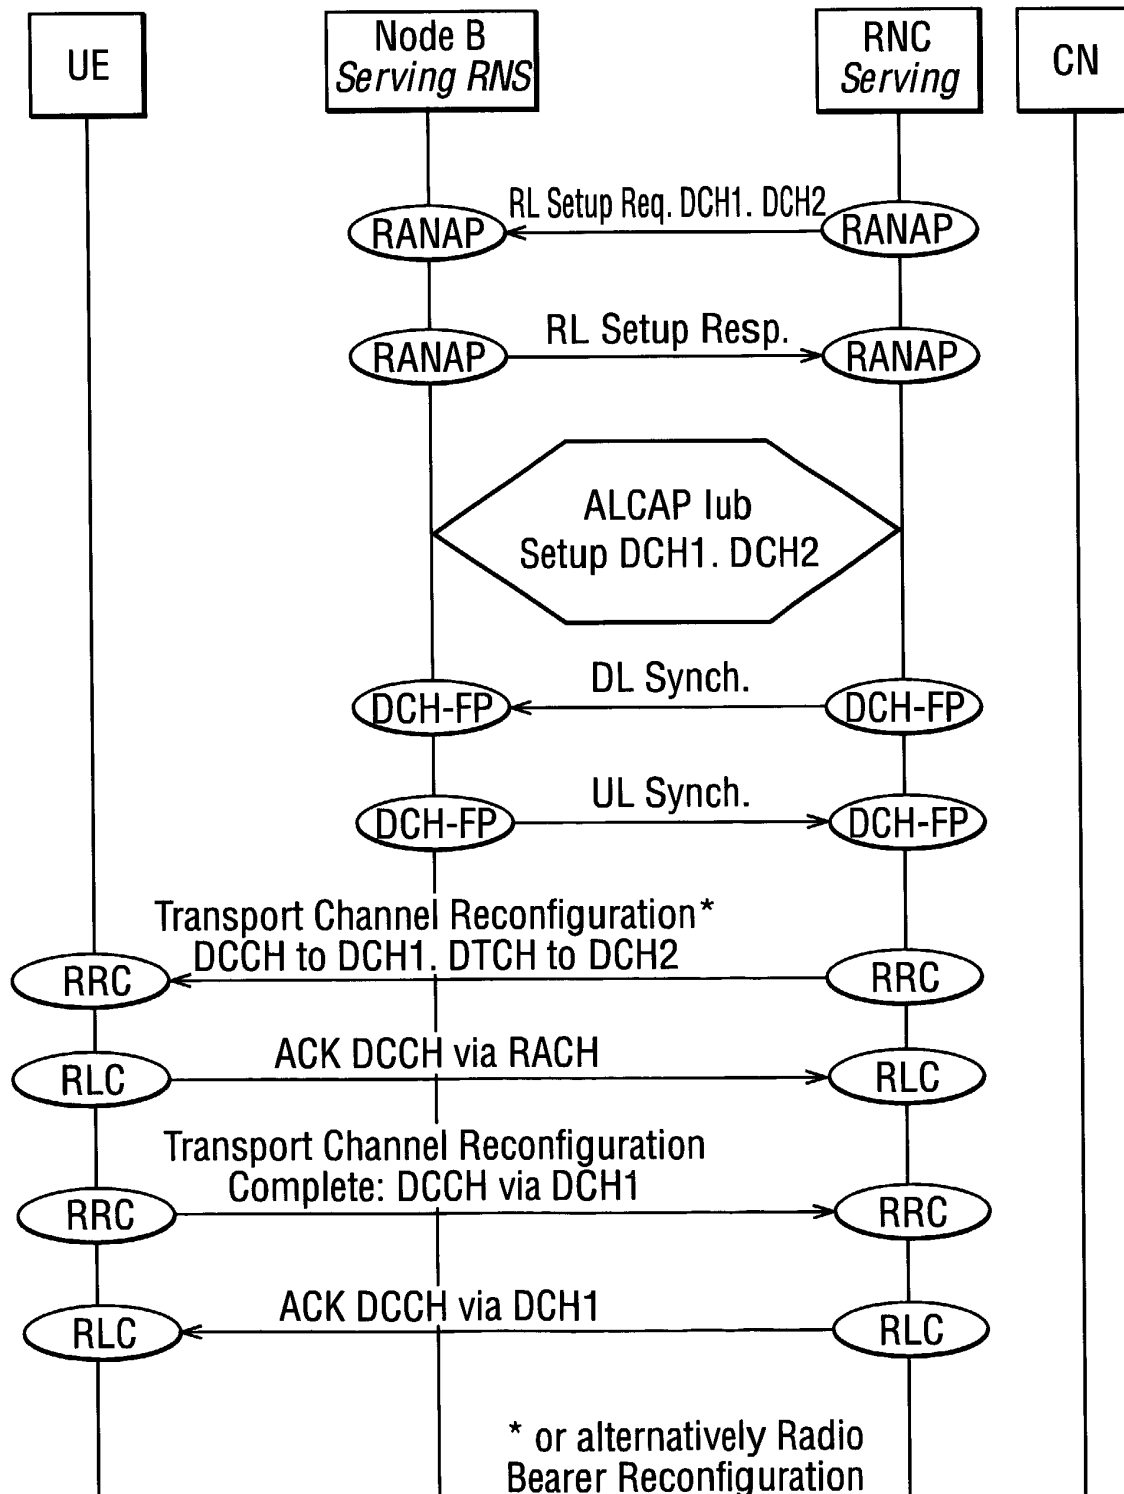 UE
Node B
Serving RNS
RNC
Serving
CN
RL Setup Req. DCH1. DCH2
RANAP
RANAP
RL Setup Resp.
RANAP
RANAP
ALCAP Iub
Setup DCH1. DCH2
DL Synch.
DCH-FP
DCH-FP
UL Synch.
DCH-FP
DCH-FP
Transport Channel Reconfiguration*
DCCH to DCH1. DTCH to DCH2
RRC
RRC
ACK DCCH via RACH
RLC
RLC
Transport Channel Reconfiguration
Complete: DCCH via DCH1
RRC
RRC
ACK DCCH via DCH1
RLC
RLC
* or alternatively Radio
Bearer Reconfiguration